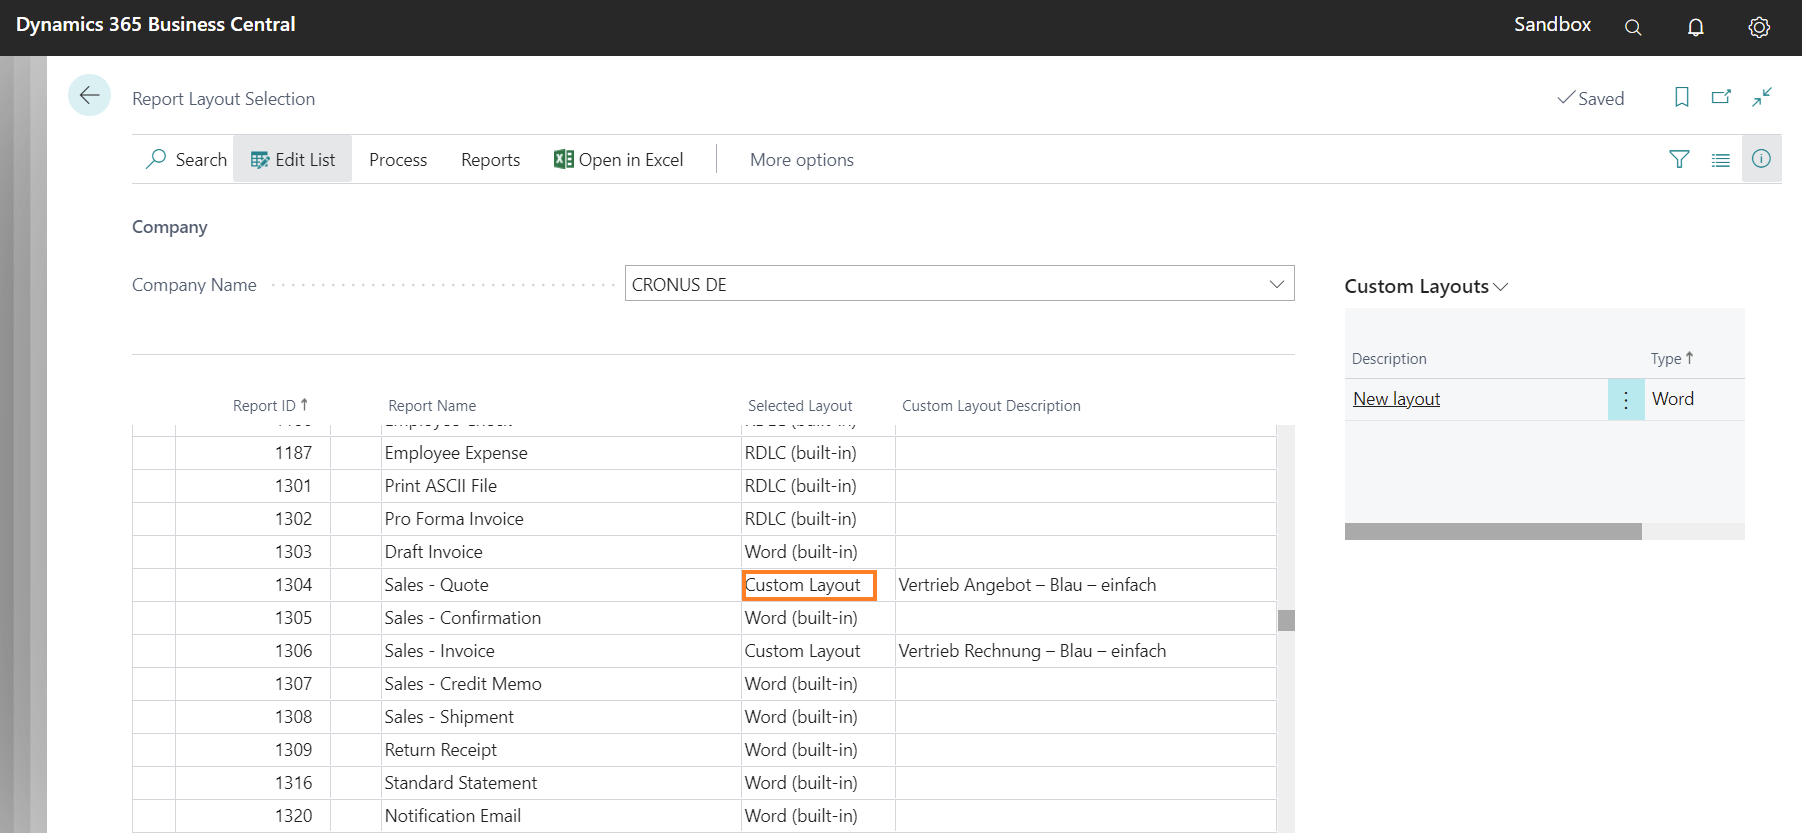 Dynamics 365 Business Central
Sandbox
Report Layout Selection
Saved
Search
Edit List
Process
Reports
Open in Excel
More options
Company
Company Name
CRONUS DE
Custom Layouts
Description Type
New layout Word
Report ID Report Name Selected Layout Custom Layout Description
1187 Employee Expense RDLC (built-in)
1301 Print ASCII File RDLC (built-in)
1302 Pro Forma Invoice RDLC (built-in)
1303 Draft Invoice Word (built-in)
1304 Sales - Quote Custom Layout Vertrieb Angebot – Blau – einfach
1305 Sales - Confirmation Word (built-in)
1306 Sales - Invoice Custom Layout Vertrieb Rechnung – Blau – einfach
1307 Sales - Credit Memo Word (built-in)
1308 Sales - Shipment Word (built-in)
1309 Return Receipt Word (built-in)
1316 Standard Statement Word (built-in)
1320 Notification Email Word (built-in)